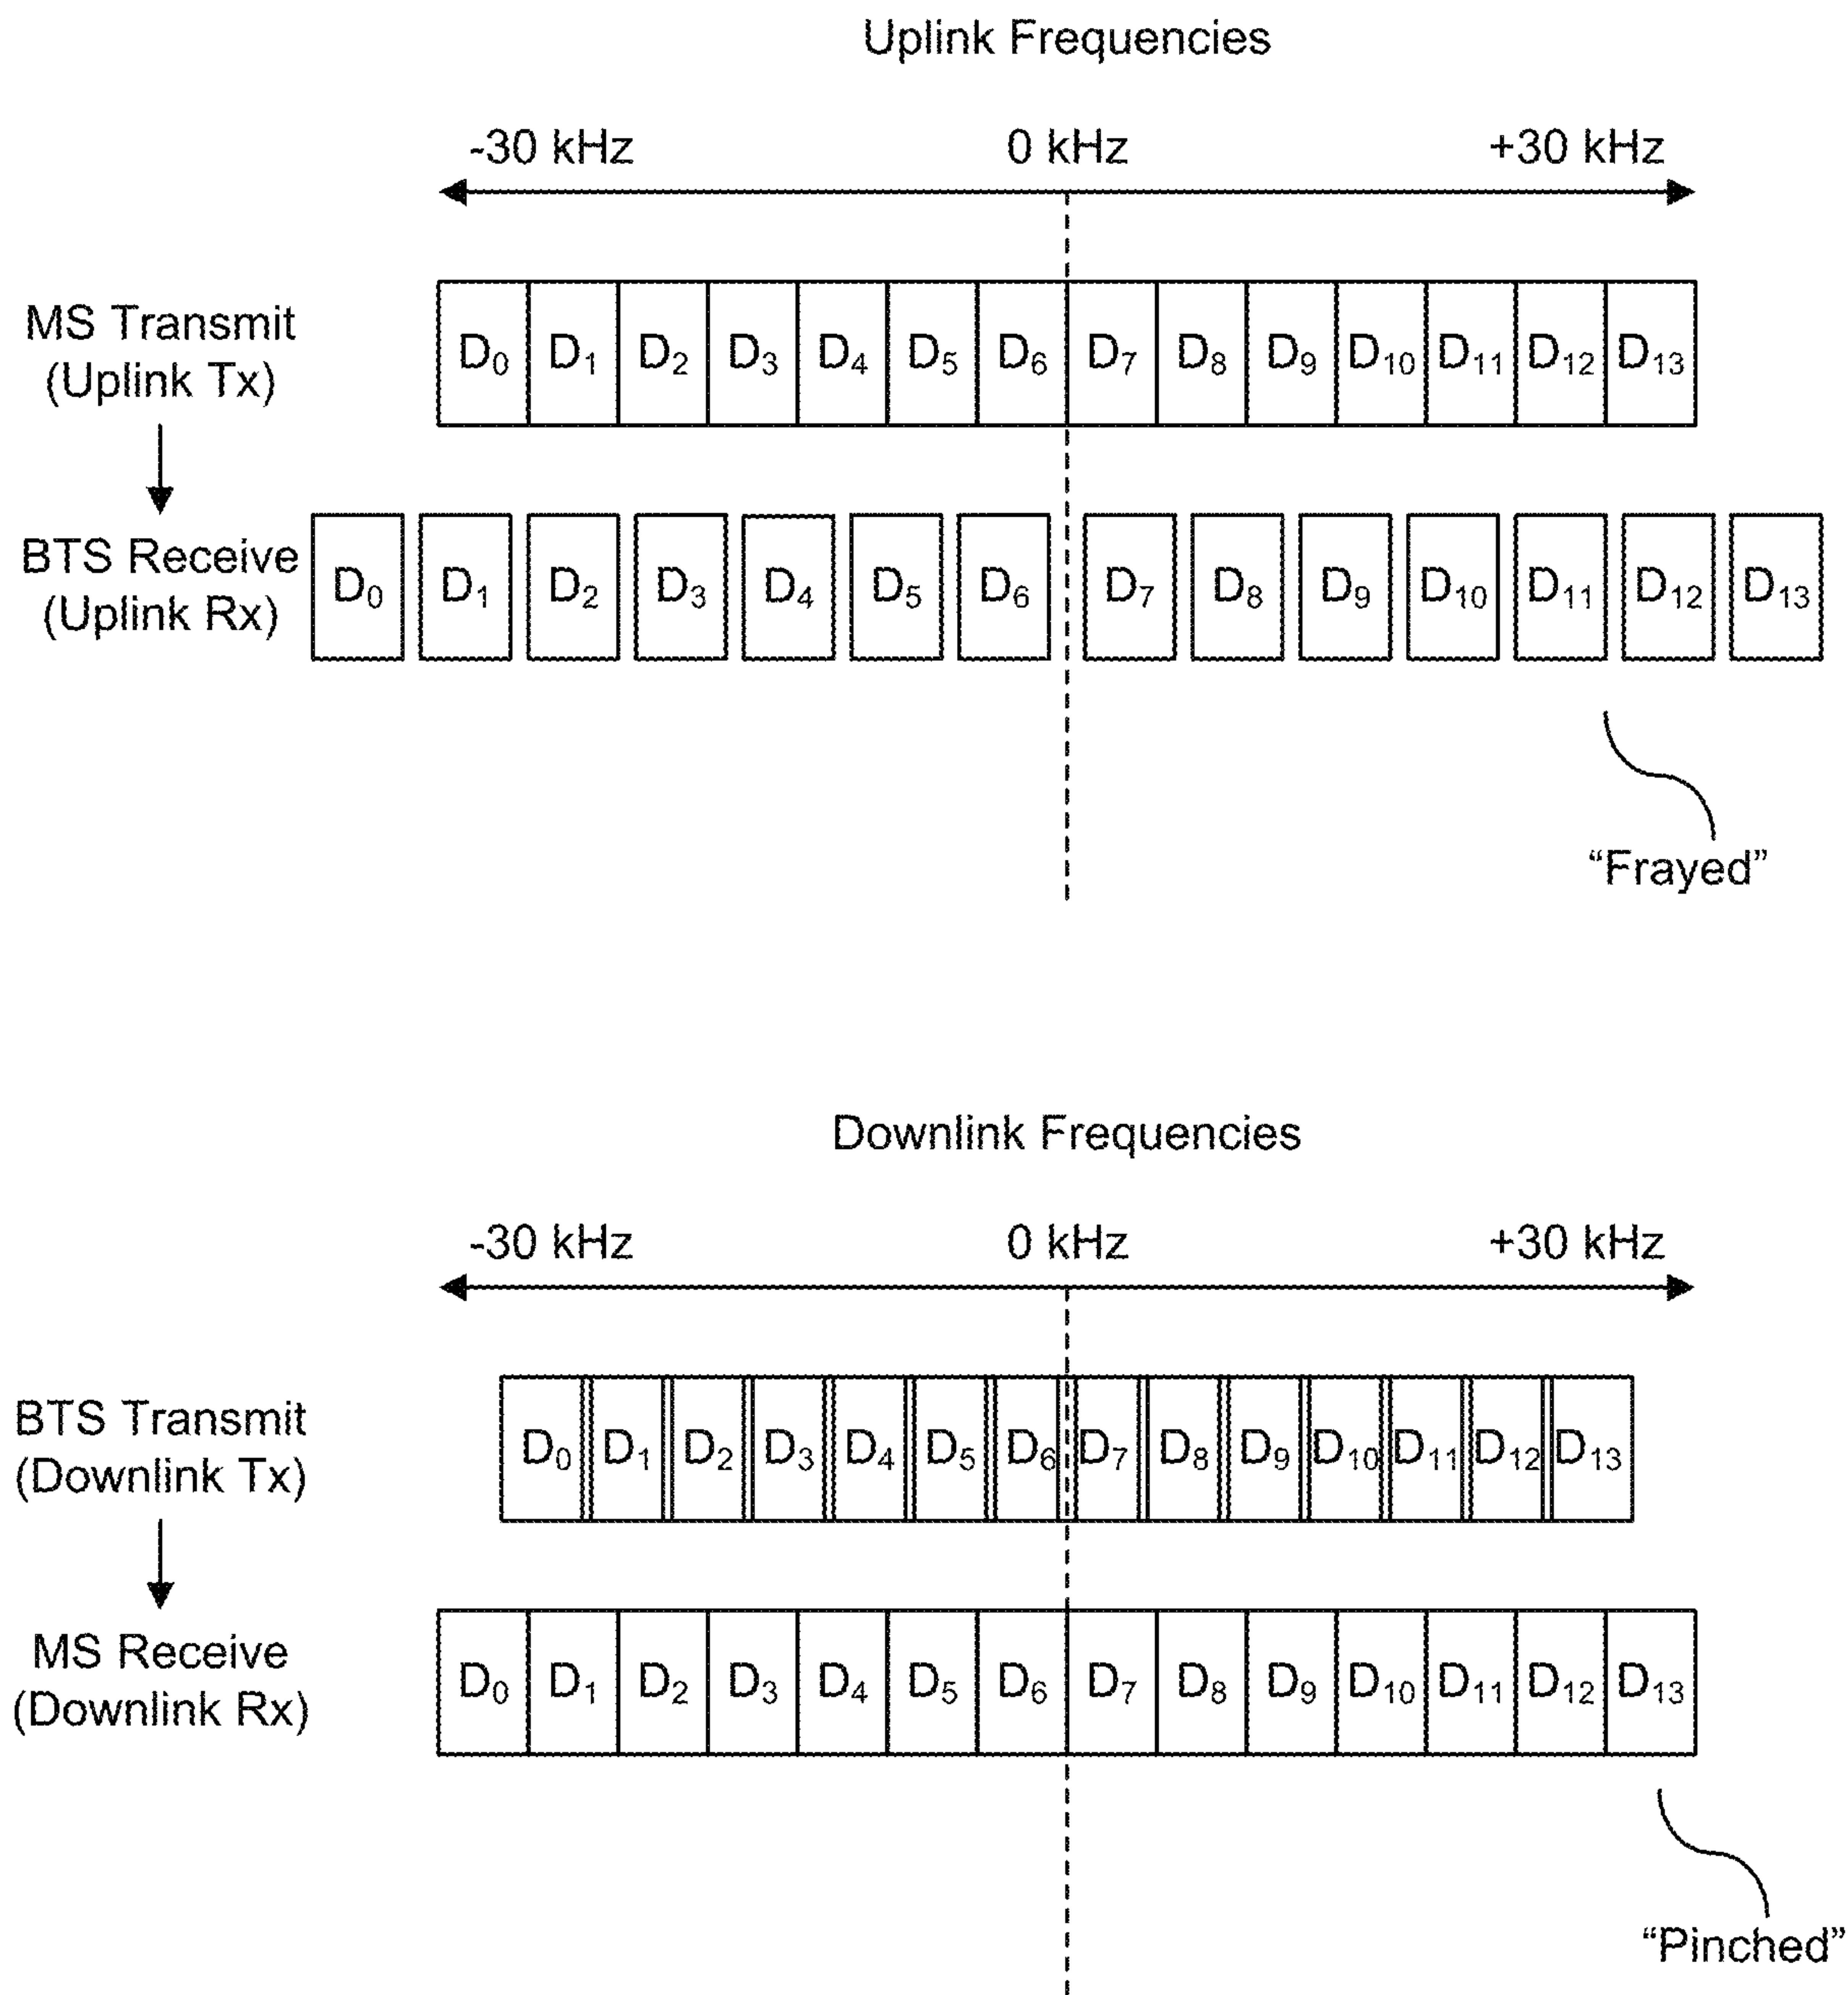 Uplink Frequencies
-30 kHz 0 kHz +30 kHz
MS Transmit
(Uplink Tx)
D₀ D₁ D₂ D₃ D₄ D₅ D₆ D₇ D₈ D₉ D₁₀ D₁₁ D₁₂ D₁₃
BTS Receive
(Uplink Rx)
D₀ D₁ D₂ D₃ D₄ D₅ D₆ D₇ D₈ D₉ D₁₀ D₁₁ D₁₂ D₁₃
“Frayed”
Downlink Frequencies
-30 kHz 0 kHz +30 kHz
BTS Transmit
(Downlink Tx)
D₀ D₁ D₂ D₃ D₄ D₅ D₆ D₇ D₈ D₉ D₁₀ D₁₁ D₁₂ D₁₃
MS Receive
(Downlink Rx)
D₀ D₁ D₂ D₃ D₄ D₅ D₆ D₇ D₈ D₉ D₁₀ D₁₁ D₁₂ D₁₃
“Pinched”